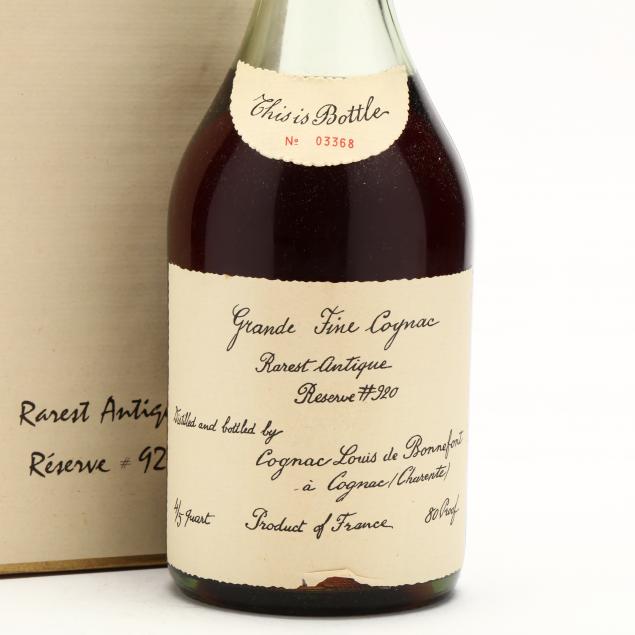 This is Bottle
No 03368
Grande Fine Cognac
Rarest Antique
Reserve #920
Distilled and bottled by
Cognac Louis de Bonnefont
à Cognac (Charente)
4/5 quart Product of France 80 Proof
Rarest Antiq
Réserve # 92